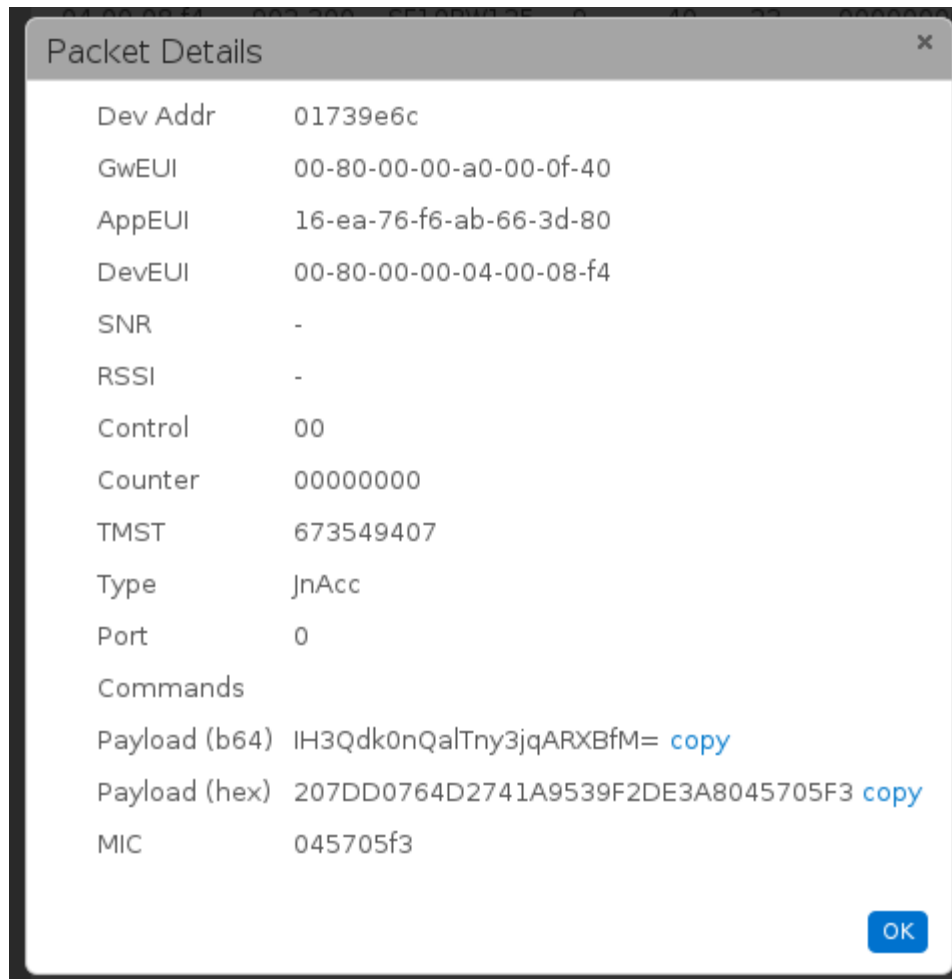 Packet Details ×
Dev Addr 01739e6c
GwEUI 00-80-00-00-a0-00-0f-40
AppEUI 16-ea-76-f6-ab-66-3d-80
DevEUI 00-80-00-00-04-00-08-f4
SNR -
RSSI -
Control 00
Counter 00000000
TMST 673549407
Type JnAcc
Port 0
Commands
Payload (b64) IH3Qdk0nQalTny3jqARXBfM= copy
Payload (hex) 207DD0764D2741A9539F2DE3A8045705F3 copy
MIC 045705f3
OK